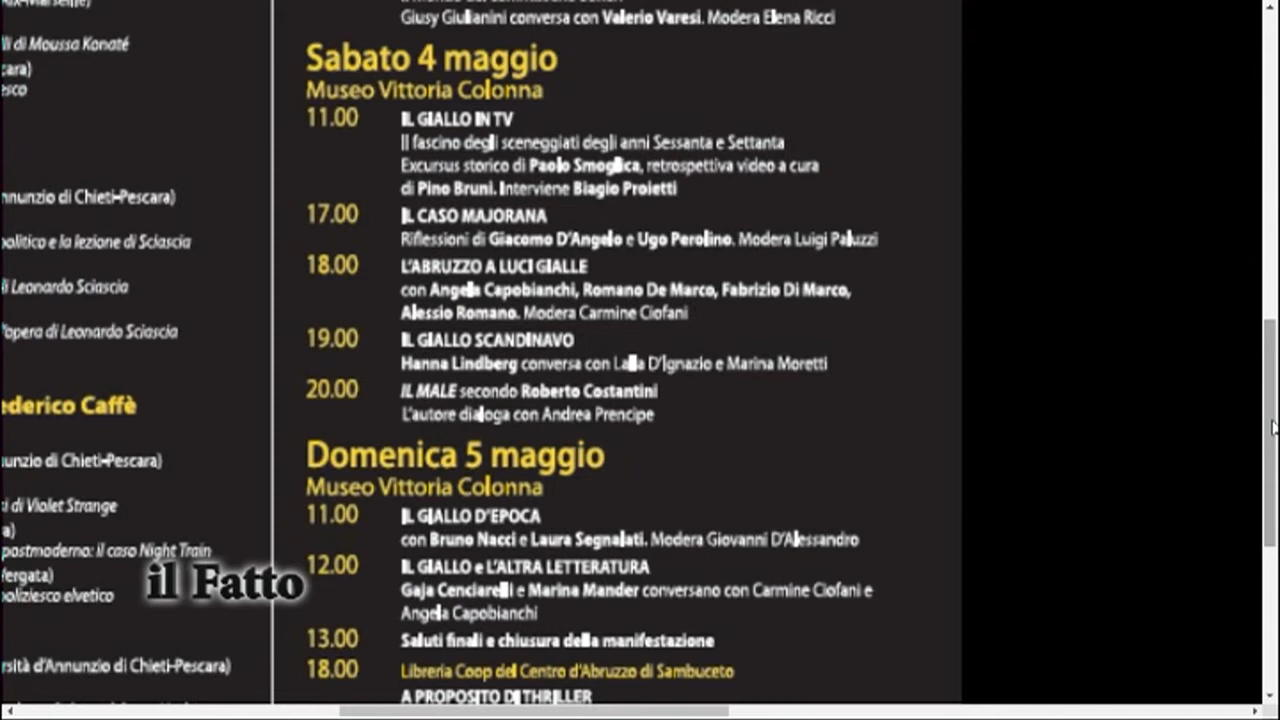 Giusy Giulianini conversa con Valerio Varesi. Modera Elena Ricci
Sabato 4 maggio
Museo Vittoria Colonna
11.00 IL GIALLO IN TV
Il fascino degli sceneggiati degli anni Sessanta e Settanta
Excursus storico di Paolo Smoglica, retrospettiva video a cura
di Pino Bruni. Interviene Biagio Proietti
17.00 IL CASO MAJORANA
Riflessioni di Giacomo D'Angelo e Ugo Perolino. Modera Luigi Paluzzi
18.00 L'ABRUZZO A LUCI GIALLE
con Angela Capobianchi, Romano De Marco, Fabrizio Di Marco,
Alessio Romano. Modera Carmine Ciofani
19.00 IL GIALLO SCANDINAVO
Hanna Lindberg conversa con Lalla D'Ignazio e Marina Moretti
20.00 IL MALE secondo Roberto Costantini
L'autore dialoga con Andrea Prencipe
Domenica 5 maggio
Museo Vittoria Colonna
11.00 IL GIALLO D'EPOCA
con Bruno Nacci e Laura Segnalati. Modera Giovanni D'Alessandro
12.00 IL GIALLO e L'ALTRA LETTERATURA
Gaja Cenciarelli e Marina Mander conversano con Carmine Ciofani e
Angela Capobianchi
13.00 Saluti finali e chiusura della manifestazione
18.00 Libreria Coop del Centro d'Abruzzo di Sambuceto
A PROPOSITO DI THRILLER
di Moussa Konaté
cara)
esco
nnunzio di Chieti-Pescara)
politico e la lezione di Sciascia
di Leonardo Sciascia
l'opera di Leonardo Sciascia
ederico Caffè
unzio di Chieti-Pescara)
si di Violet Strange
a)
postmoderno: il caso Night Train
Vergata)
poliziesco elvetico
rsità d'Annunzio di Chieti-Pescara)
il Fatto